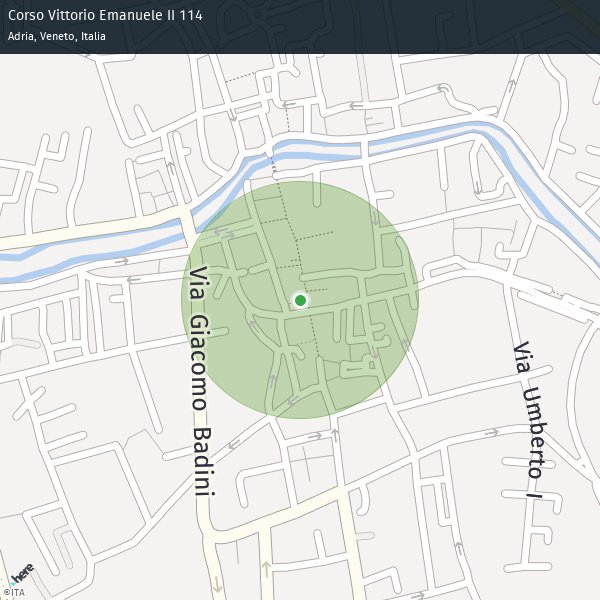 Corso Vittorio Emanuele II 114
Adria, Veneto, Italia
Via Giacomo Badini
Via Umberto I
here
©ITA